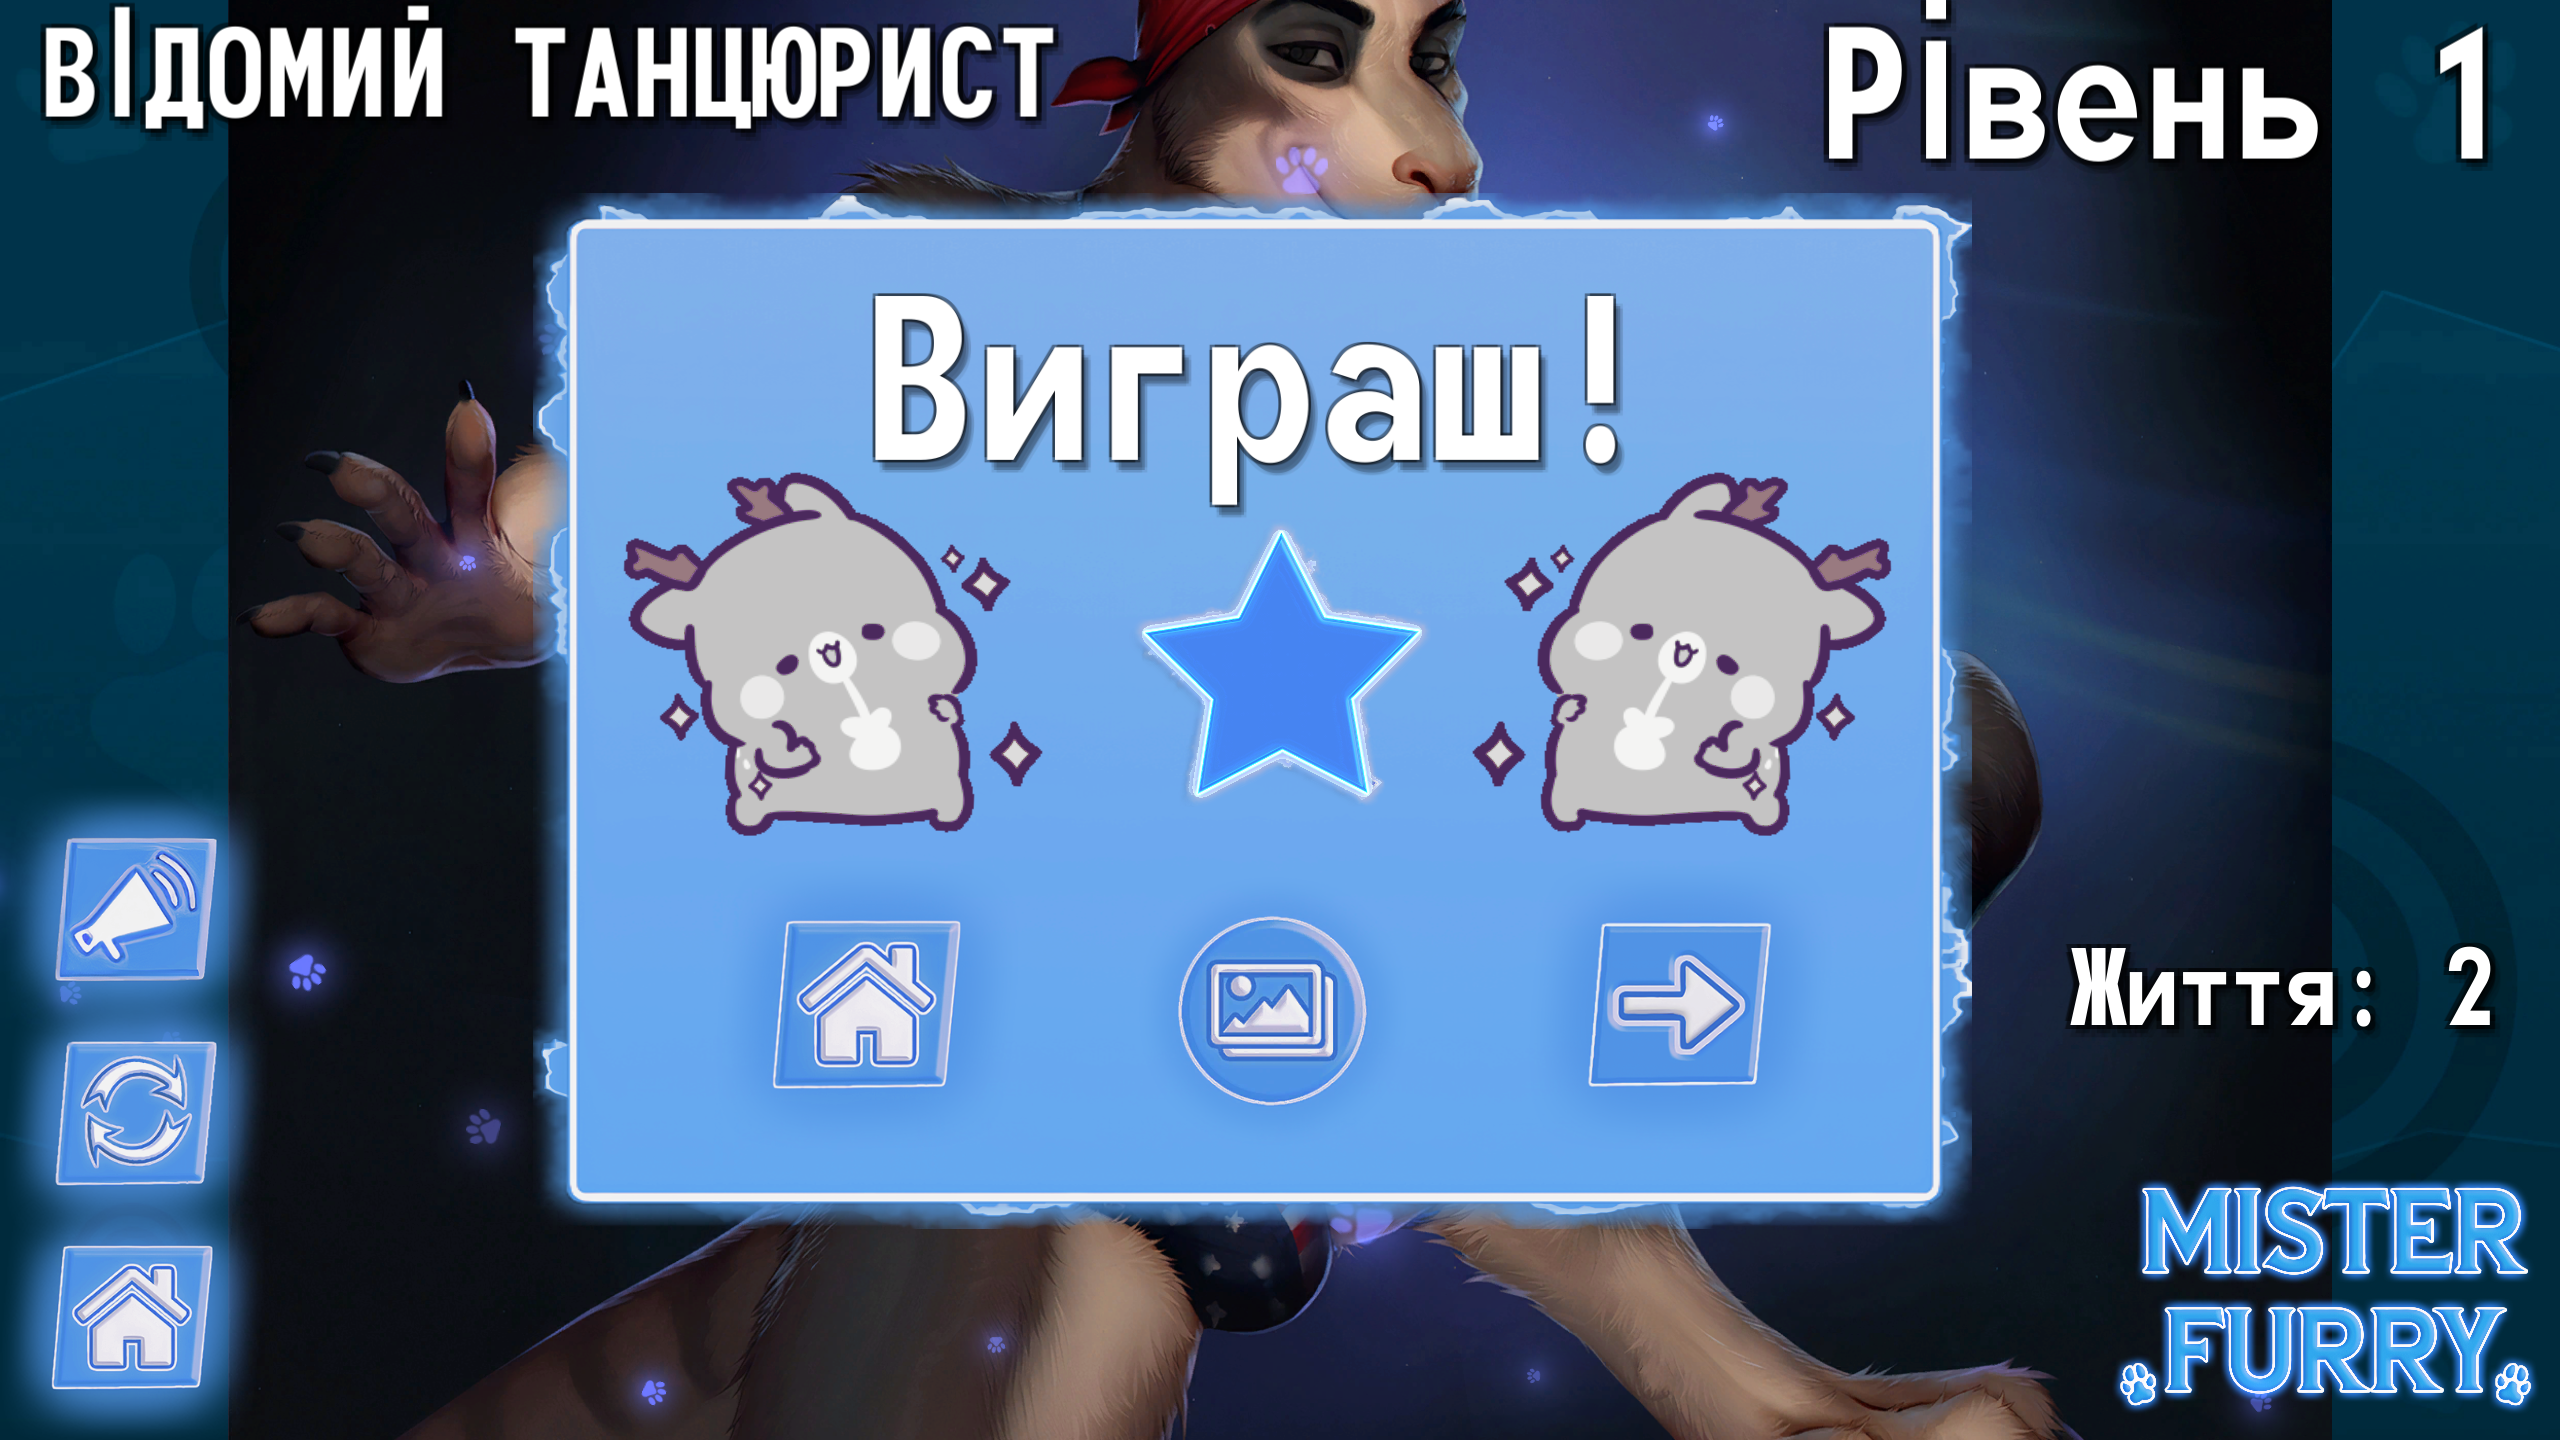 ВІДОМИЙ ТАНЦЮРИСТ
Рівень 1
Виграш!
Життя: 2
MISTER
FURRY